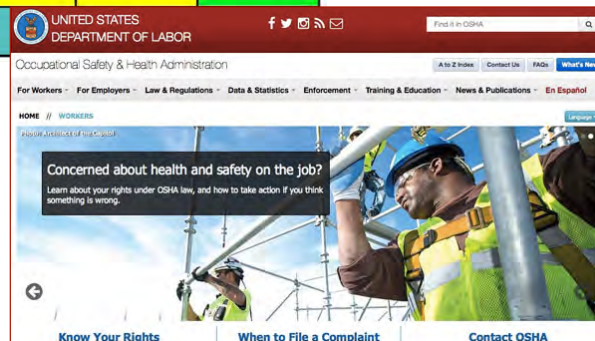 UNITED STATES
DEPARTMENT OF LABOR
Find it in OSHA
Occupational Safety & Health Administration
A to Z Index Contact Us FAQs What's New
For Workers For Employers Law & Regulations Data & Statistics Enforcement Training & Education News & Publications En Español
HOME // WORKERS
Language
Photo: Architect of the Capitol
Concerned about health and safety on the job?
Learn about your rights under OSHA law, and how to take action if you think
something is wrong.
Know Your Rights When to File a Complaint Contact OSHA